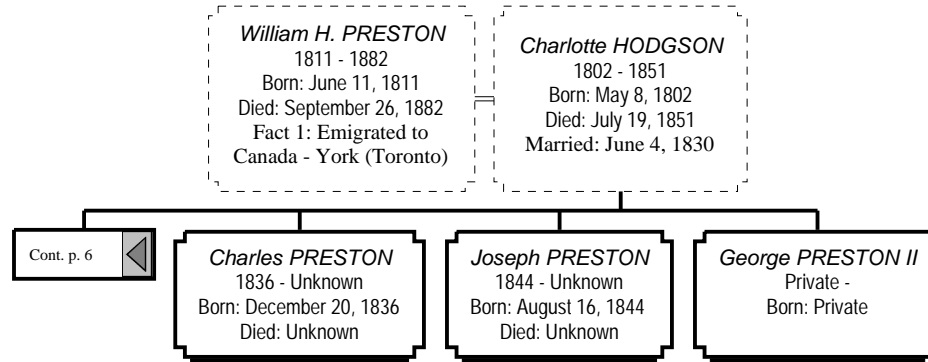 William H. PRESTON
1811 - 1882
Born: June 11, 1811
Died: September 26, 1882
Fact 1: Emigrated to
Canada - York (Toronto)
Charlotte HODGSON
1802 - 1851
Born: May 8, 1802
Died: July 19, 1851
Married: June 4, 1830
Cont. p. 6
Charles PRESTON
1836 - Unknown
Born: December 20, 1836
Died: Unknown
Joseph PRESTON
1844 - Unknown
Born: August 16, 1844
Died: Unknown
George PRESTON II
Private -
Born: Private